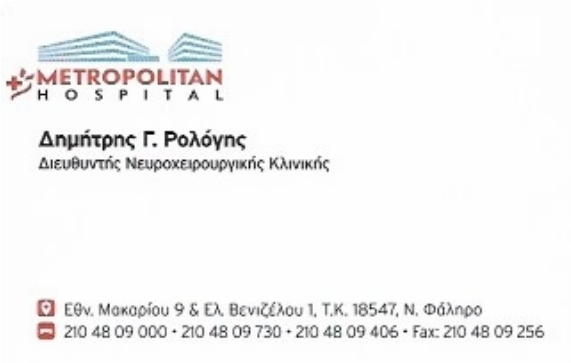 METROPOLITAN
HOSPITAL
Δημήτρης Γ. Ρολόγης
Διευθυντής Νευροχειρουργικής Κλινικής
Εθν. Μακαρίου 9 & Ελ. Βενιζέλου 1, Τ.Κ. 18547, Ν. Φάληρο
210 48 09 000 • 210 48 09 730 • 210 48 09 406 • Fax: 210 48 09 256